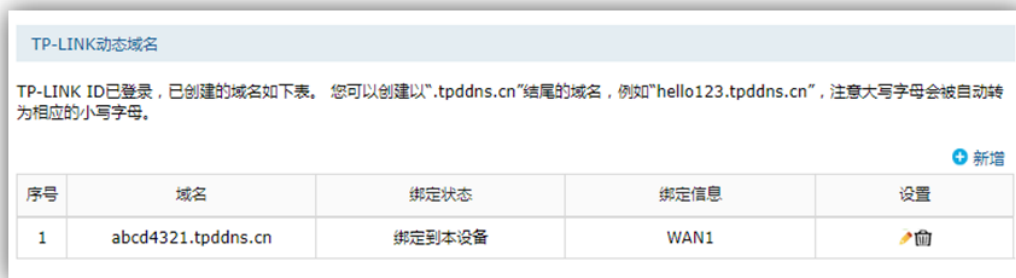 TP-LINK动态域名
TP-LINK ID已登录，已创建的域名如下表。 您可以创建以“.tpddns.cn”结尾的域名，例如“hello123.tpddns.cn”，注意大写字母会被自动转
为相应的小写字母。
新增
序号 域名 绑定状态 绑定信息 设置
1 abcd4321.tpddns.cn 绑定到本设备 WAN1